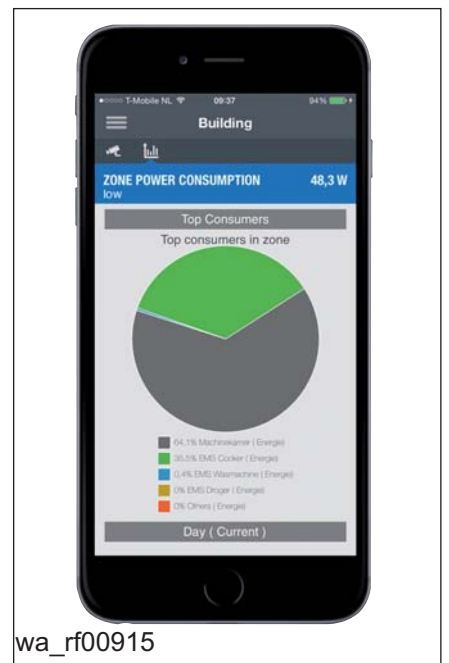 T-Mobile NL 09:37 94%
Building
ZONE POWER CONSUMPTION 48,3 W
low
Top Consumers
Top consumers in zone
64,1% Machinekamer ( Energie)
35,5% EMS Cooker ( Energie)
0,4% EMS Wasmachine ( Energie)
0% EMS Droger ( Energie)
0% Others ( Energie)
Day ( Current )
wa_rf00915